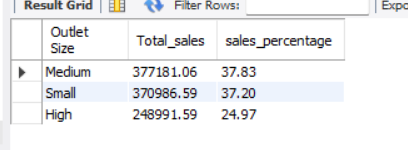 Result Grid Filter Rows: Expo
Outlet Size Total_sales sales_percentage
Medium 377181.06 37.83
Small 370986.59 37.20
High 248991.59 24.97